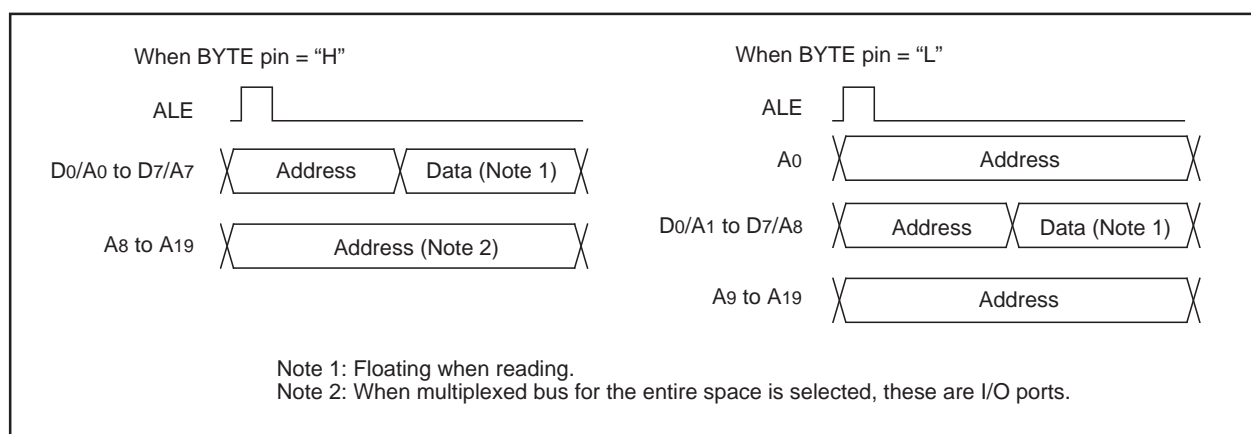 When BYTE pin = “H”
ALE
D0/A0 to D7/A7
Address
Data (Note 1)
A8 to A19
Address (Note 2)
When BYTE pin = “L”
ALE
A0
Address
D0/A1 to D7/A8
Address
Data (Note 1)
A9 to A19
Address
Note 1: Floating when reading.
Note 2: When multiplexed bus for the entire space is selected, these are I/O ports.